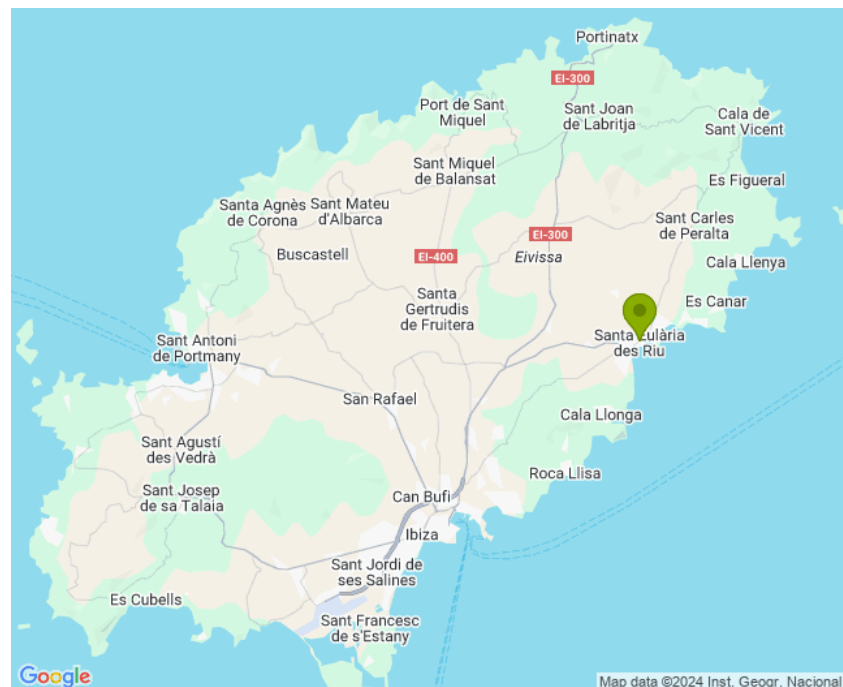 Portinatx
EI-300
Port de Sant
Miquel
Sant Joan
de Labritja
Cala de
Sant Vicent
Sant Miquel
de Balansat
Es Figueral
Santa Agnès
de Corona
Sant Mateu
d'Albarca
Sant Carles
de Peralta
EI-300
Buscastell
EI-400
Eivissa
Cala Llenya
Santa
Gertrudis
de Fruitera
Es Canar
Sant Antoni
de Portmany
Santa Eulària
des Riu
San Rafael
Cala Llonga
Sant Agustí
des Vedrà
Roca Llisa
Sant Josep
de sa Talaia
Can Bufi
Ibiza
Sant Jordi de
ses Salines
Es Cubells
Sant Francesc
de s'Estany
Google
Map data ©2024 Inst. Geogr. Nacional